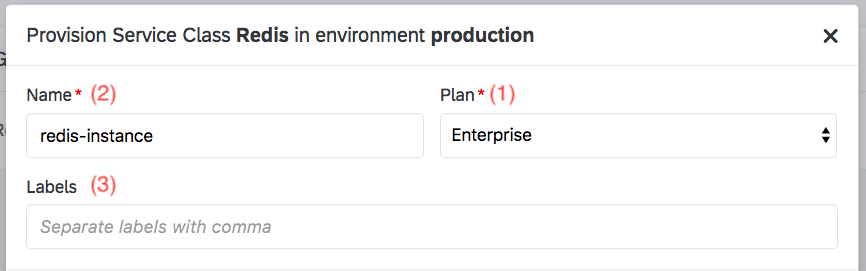 Provision Service Class Redis in environment production ×
Name* (2) Plan* (1)
redis-instance Enterprise
Labels (3)
Separate labels with comma